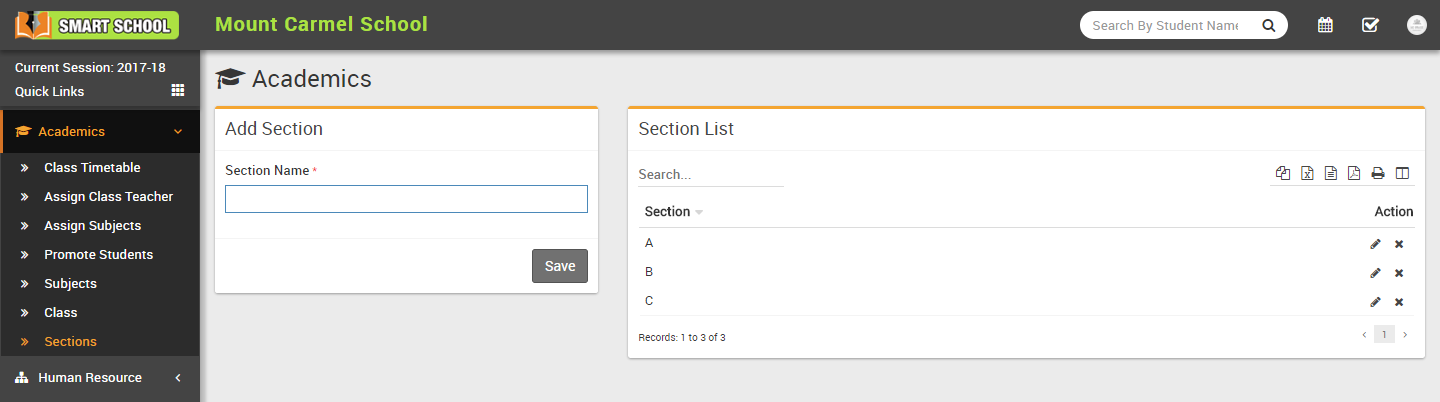 SMART SCHOOL
Mount Carmel School
Search By Student Name
Current Session: 2017-18
Quick Links
Academics
Class Timetable
Assign Class Teacher
Assign Subjects
Promote Students
Subjects
Class
Sections
Human Resource
Academics
Add Section
Section Name *
Save
Section List
Search...
Section Action
A
B
C
Records: 1 to 3 of 3
1